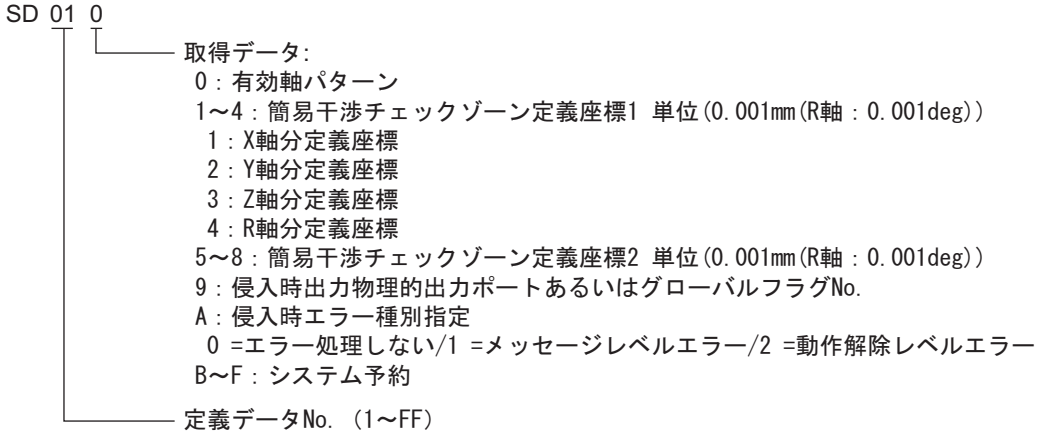 SD 01 0
取得データ:
0：有効軸パターン
1～4：簡易干渉チェックゾーン定義座標1 単位(0.001mm(R軸：0.001deg))
1：X軸分定義座標
2：Y軸分定義座標
3：Z軸分定義座標
4：R軸分定義座標
5～8：簡易干渉チェックゾーン定義座標2 単位(0.001mm(R軸：0.001deg))
9：侵入時出力物理的出力ポートあるいはグローバルフラグNo.
A：侵入時エラー種別指定
0 =エラー処理しない/1 =メッセージレベルエラー/2 =動作解除レベルエラー
B～F：システム予約
定義データNo. (1～FF)